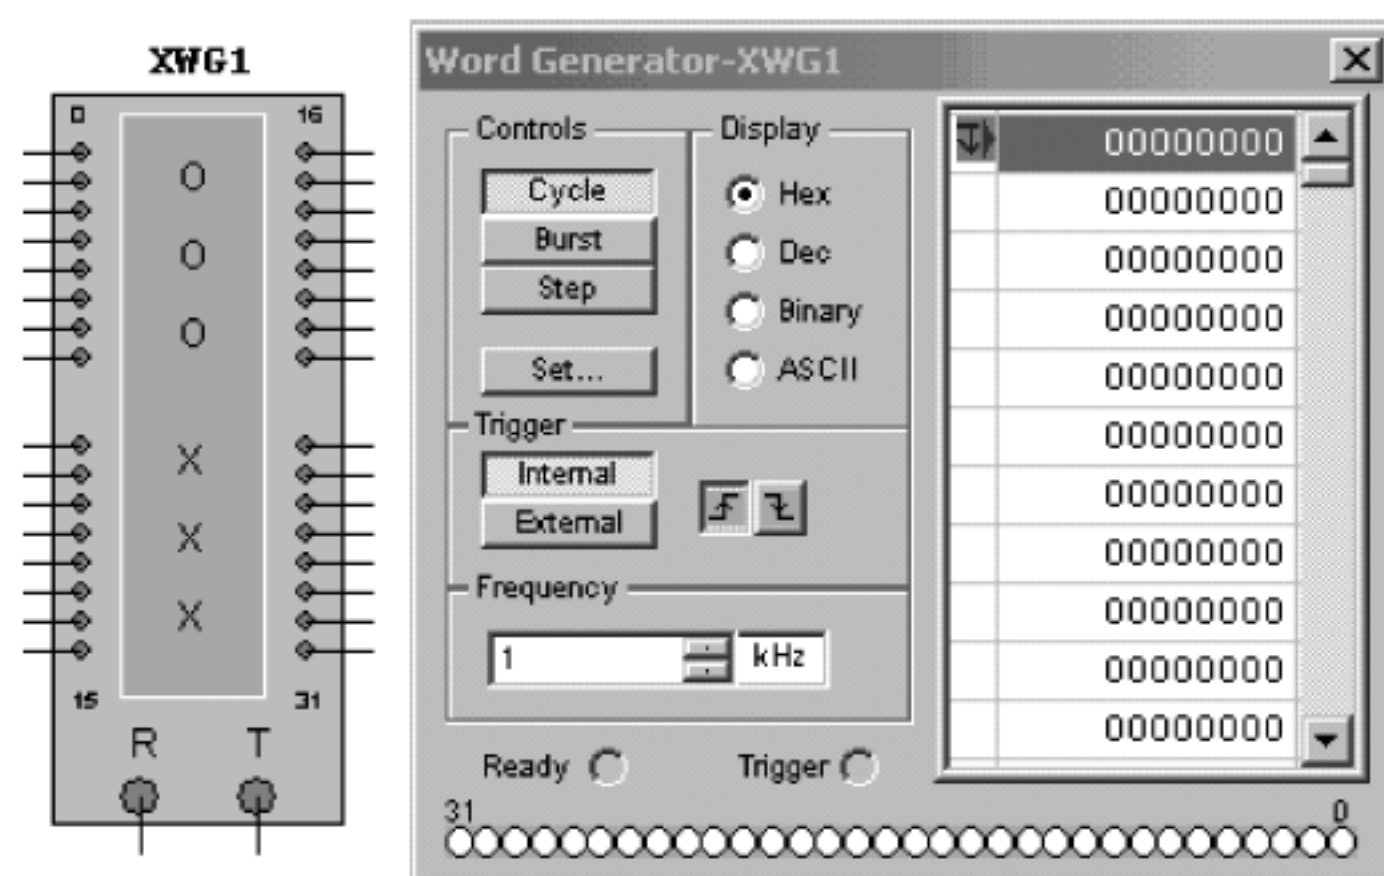 XWG1
0 16
O
O
O
X
X
X
15 31
R T
Word Generator-XWG1
Controls
Cycle
Burst
Step
Set...
Display
Hex
Dec
Binary
ASCII
Trigger
Internal
External
Frequency
1 kHz
Ready Trigger
00000000
00000000
00000000
00000000
00000000
00000000
00000000
00000000
00000000
00000000
00000000
31 0